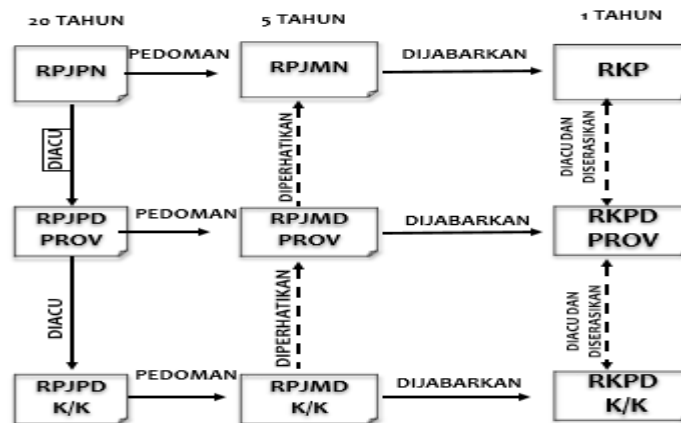 20 TAHUN
5 TAHUN
1 TAHUN
RPJPN
PEDOMAN
RPJMN
DIJABARKAN
RKP
DIACU
DIPERHATIKAN
DIACU DAN
DISERASIKAN
RPJPD
PROV
PEDOMAN
RPJMD
PROV
DIJABARKAN
RKPD
PROV
DIACU
DIPERHATIKAN
DIACU DAN
DISERASIKAN
RPJPD
K/K
PEDOMAN
RPJMD
K/K
DIJABARKAN
RKPD
K/K